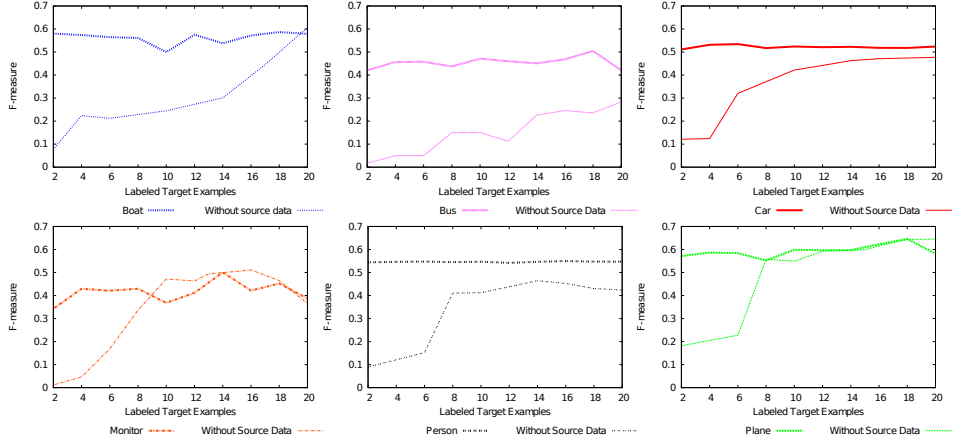 0.7
0.6
0.5
0.4
0.3
0.2
0.1
0
F-measure
2 4 6 8 10 12 14 16 18 20
Labeled Target Examples
Boat Without source data
0.7
0.6
0.5
0.4
0.3
0.2
0.1
0
F-measure
2 4 6 8 10 12 14 16 18 20
Labeled Target Examples
Bus Without Source Data
0.7
0.6
0.5
0.4
0.3
0.2
0.1
0
F-measure
2 4 6 8 10 12 14 16 18 20
Labeled Target Examples
Car Without Source Data
0.7
0.6
0.5
0.4
0.3
0.2
0.1
0
F-measure
2 4 6 8 10 12 14 16 18 20
Labeled Target Examples
Monitor Without Source Data
0.7
0.6
0.5
0.4
0.3
0.2
0.1
0
F-measure
2 4 6 8 10 12 14 16 18 20
Labeled Target Examples
Person Without Source Data
0.7
0.6
0.5
0.4
0.3
0.2
0.1
0
F-measure
2 4 6 8 10 12 14 16 18 20
Labeled Target Examples
Plane Without Source Data